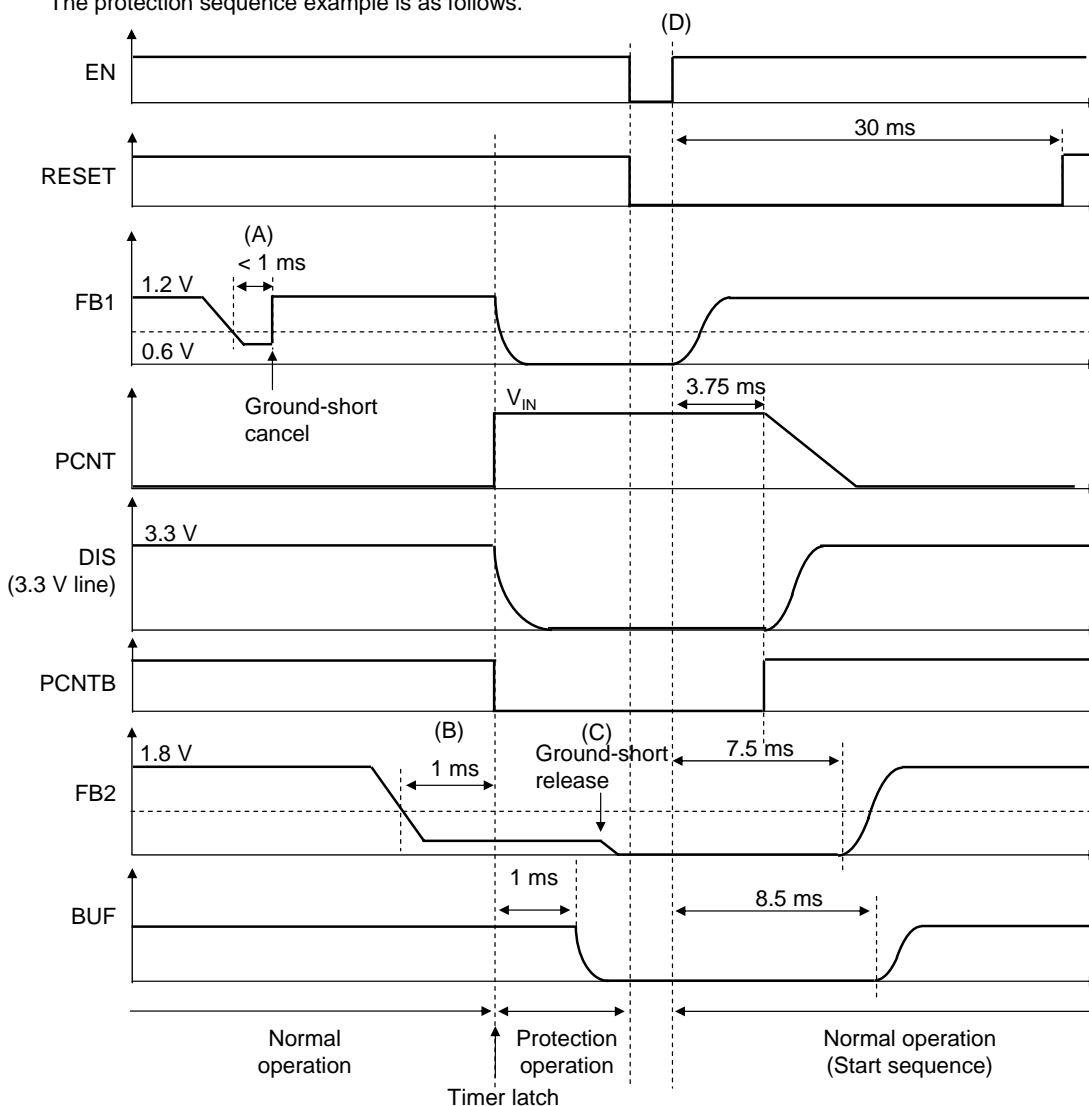 The protection sequence example is as follows.
(D)
EN
30 ms
RESET
(A)
< 1 ms
1.2 V
FB1
0.6 V
3.75 ms
Ground-short
cancel
VIN
PCNT
3.3 V
DIS
(3.3 V line)
PCNTB
(B)
(C)
1.8 V
Ground-short
release
7.5 ms
1 ms
FB2
1 ms
8.5 ms
BUF
Normal
operation
Protection
operation
Normal operation
(Start sequence)
Timer latch